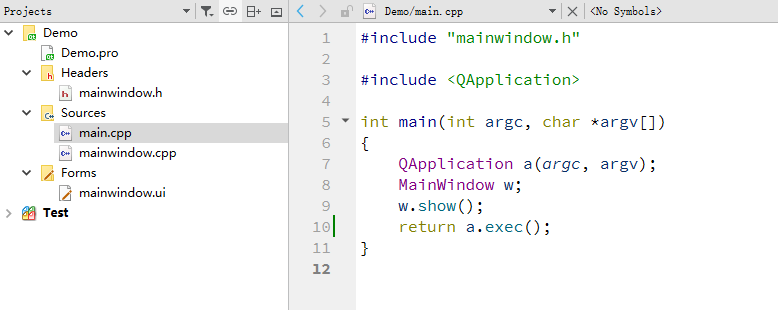 Projects
Demo/main.cpp
<No Symbols>
Demo
Demo.pro
Headers
mainwindow.h
Sources
main.cpp
mainwindow.cpp
Forms
mainwindow.ui
Test
1 #include "mainwindow.h"
2
3 #include <QApplication>
4
5 int main(int argc, char *argv[])
6 {
7 QApplication a(argc, argv);
8 MainWindow w;
9 w.show();
10 return a.exec();
11 }
12